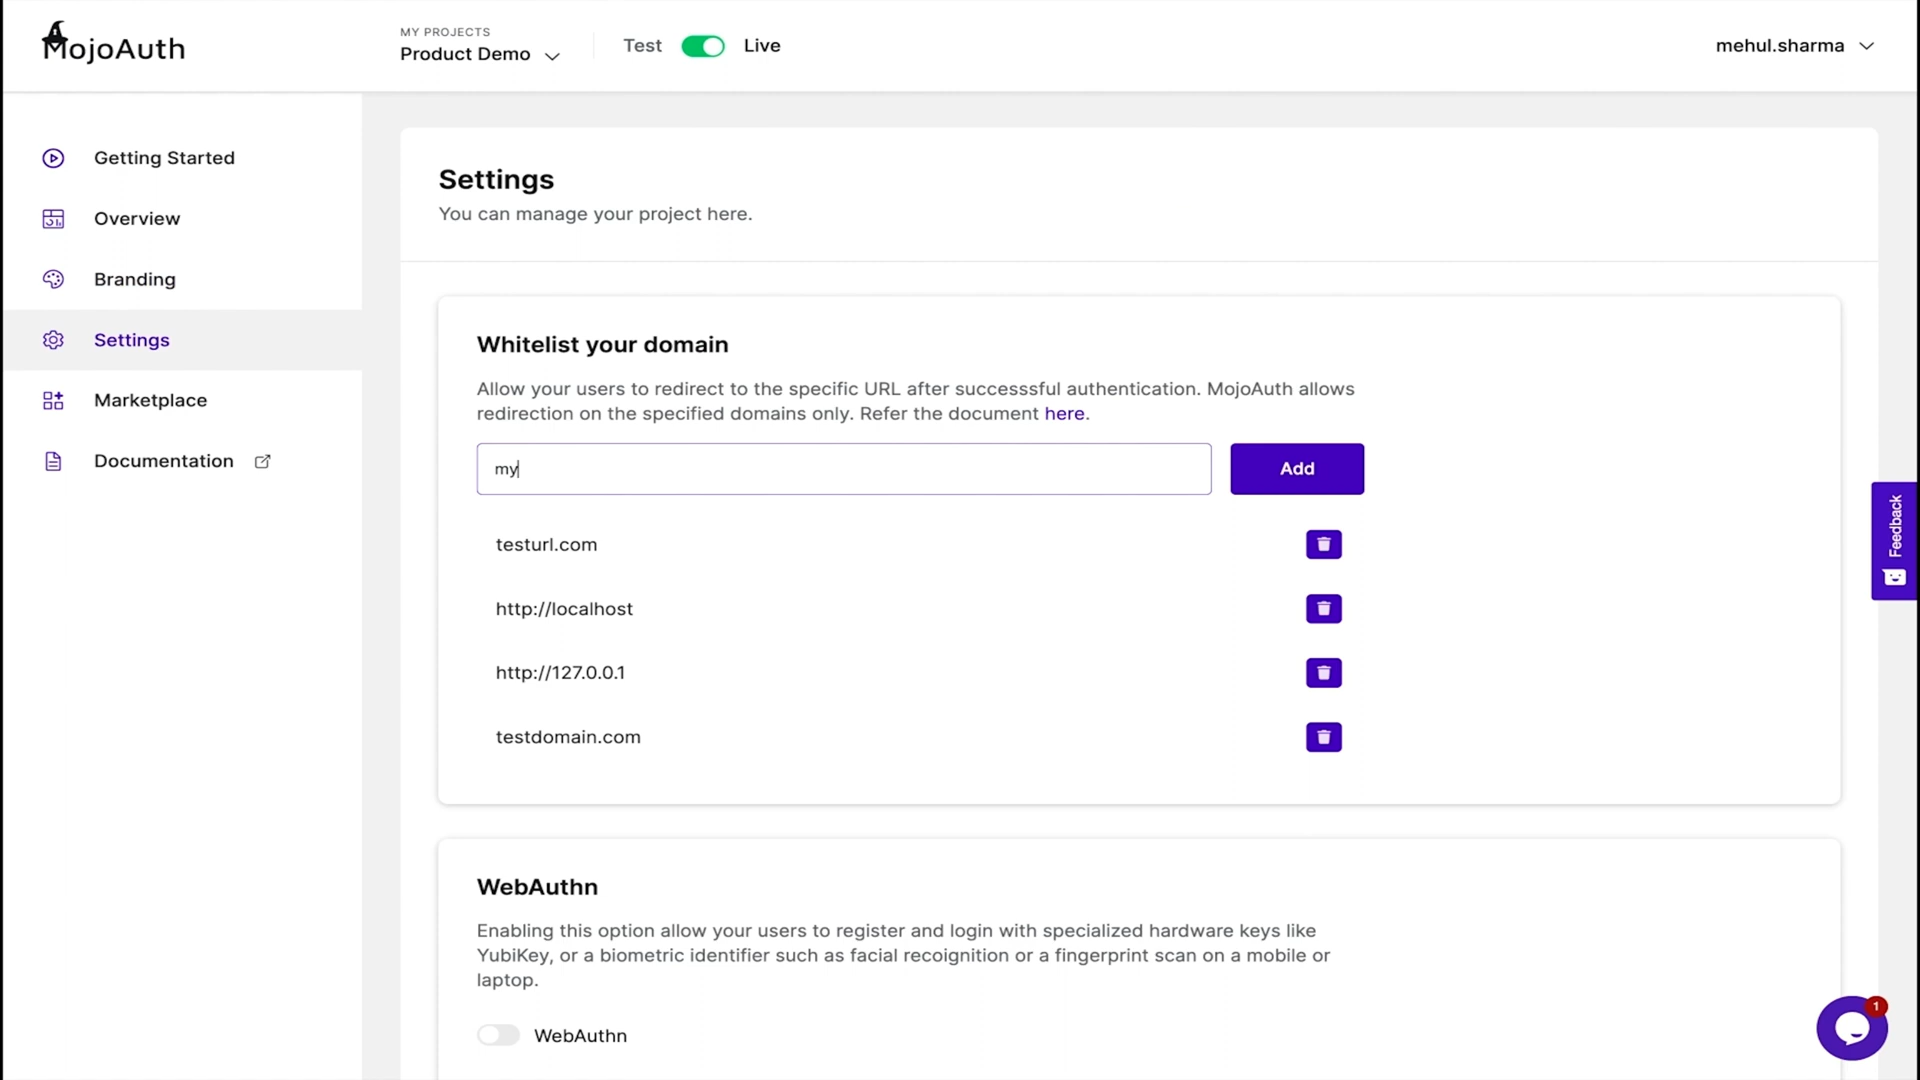 MojoAuth
MY PROJECTS
Product Demo
Test
Live
mehul.sharma
Getting Started
Overview
Branding
Settings
Marketplace
Documentation
Settings
You can manage your project here.
Whitelist your domain
Allow your users to redirect to the specific URL after successsful authentication. MojoAuth allows
redirection on the specified domains only. Refer the document here.
my
Add
testurl.com
http://localhost
http://127.0.0.1
testdomain.com
Feedback
WebAuthn
Enabling this option allow your users to register and login with specialized hardware keys like
YubiKey, or a biometric identifier such as facial recoignition or a fingerprint scan on a mobile or
laptop.
WebAuthn
1